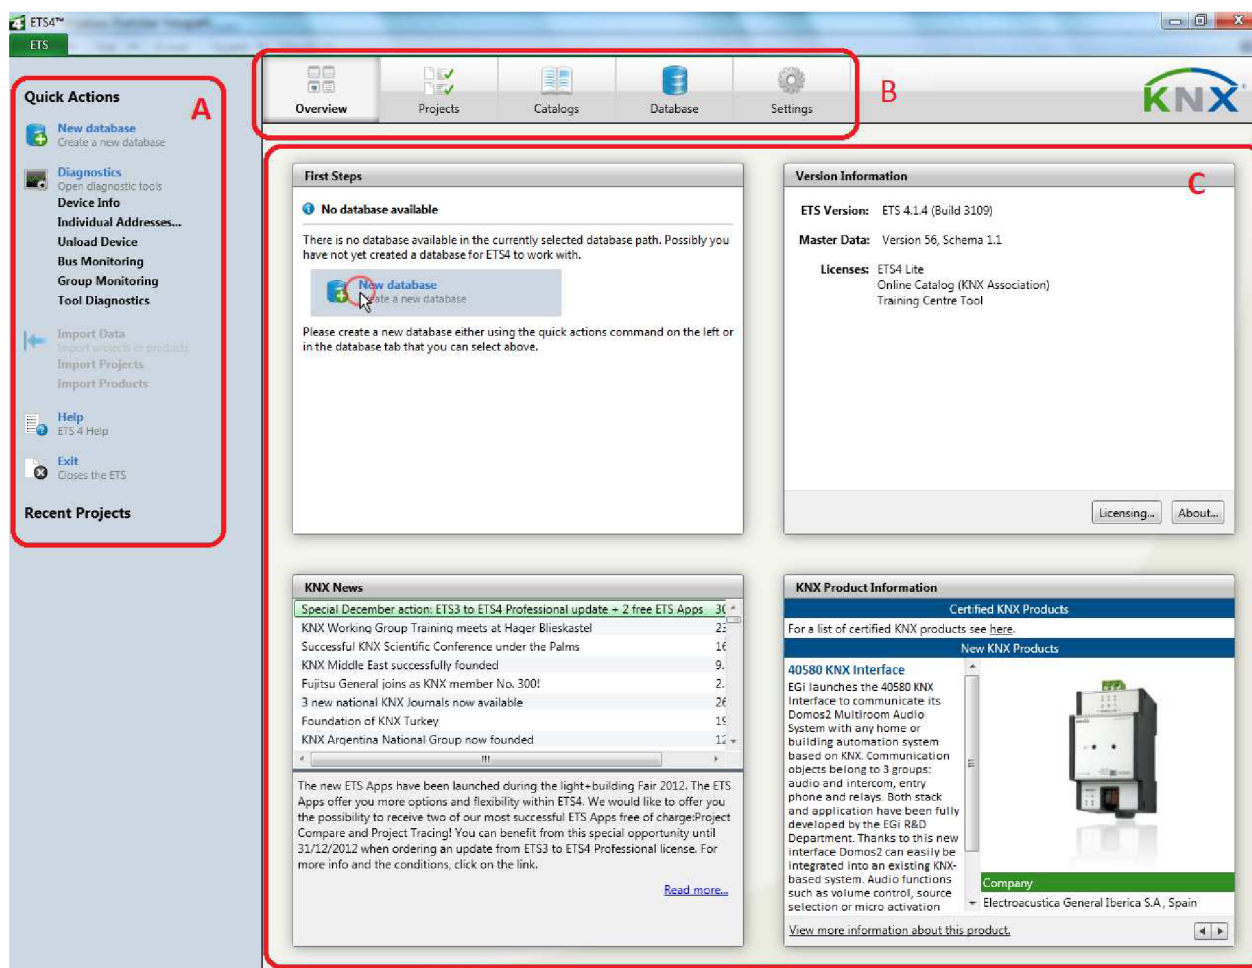 ETS4™
ETS
Quick Actions
A
New database
Create a new database
Diagnostics
Open diagnostic tools
Device Info
Individual Addresses...
Unload Device
Bus Monitoring
Group Monitoring
Tool Diagnostics
Import Data
Import projects or products
Import Projects
Import Products
Help
ETS 4 Help
Exit
Closes the ETS
Recent Projects
Overview
Projects
Catalogs
Database
Settings
B
KNX
C
First Steps
No database available
There is no database available in the currently selected database path. Possibly you
have not yet created a database for ETS4 to work with.
New database
Create a new database
Please create a new database either using the quick actions command on the left or
in the database tab that you can select above.
Version Information
ETS Version: ETS 4.1.4 (Build 3109)
Master Data: Version 56, Schema 1.1
Licenses: ETS4 Lite
Online Catalog (KNX Association)
Training Centre Tool
Licensing... About...
KNX News
Special December action: ETS3 to ETS4 Professional update + 2 free ETS Apps
KNX Working Group Training meets at Hager Blieskastel 23
Successful KNX Scientific Conference under the Palms 16
KNX Middle East successfully founded 9.
Fujitsu General joins as KNX member No. 300! 2.
3 new national KNX Journals now available 26
Foundation of KNX Turkey 19
KNX Argentina National Group now founded 12
The new ETS Apps have been launched during the light+building Fair 2012. The ETS
Apps offer you more options and flexibility within ETS4. We would like to offer you
the possibility to receive two of our most successful ETS Apps free of charge:Project
Compare and Project Tracing! You can benefit from this special opportunity until
31/12/2012 when ordering an update from ETS3 to ETS4 Professional license. For
more info and the conditions, click on the link.
Read more...
KNX Product Information
Certified KNX Products
For a list of certified KNX products see here.
New KNX Products
40580 KNX Interface
EGi launches the 40580 KNX
Interface to communicate its
Domos2 Multiroom Audio
System with any home or
building automation system
based on KNX. Communication
objects belong to 3 groups:
audio and intercom, entry
phone and relays. Both stack
and application have been fully
developed by the EGi R&D
Department. Thanks to this new
interface Domos2 can easily be
integrated into an existing KNX-
based system. Audio functions
such as volume control, source
selection or micro activation
Company
Electroacustica General Iberica S.A, Spain
View more information about this product.